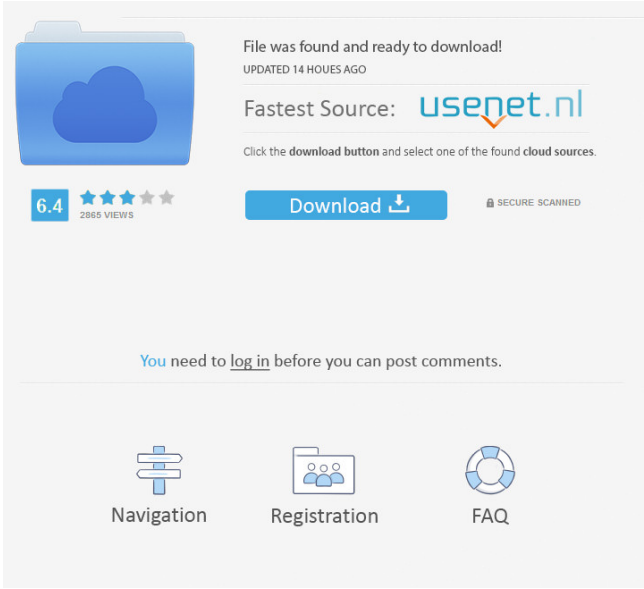 File was found and ready to download!
UPDATED 14 HOUES AGO
Fastest Source: usenet.nl
Click the download button and select one of the found cloud sources.
6.4
2865 VIEWS
Download
SECURE SCANNED
You need to log in before you can post comments.
Navigation
Registration
FAQ